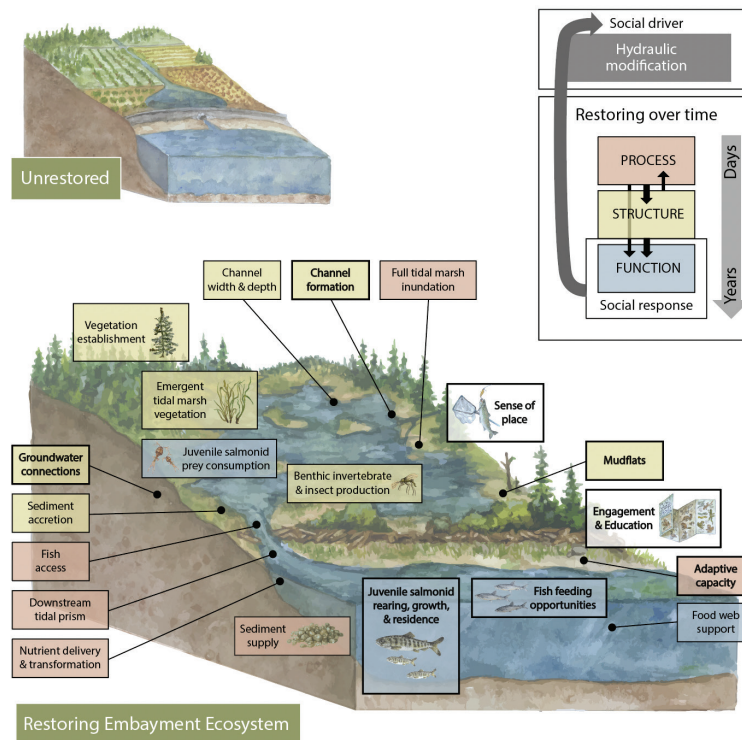 Social driver
Hydraulic
modification
Restoring over time
PROCESS
STRUCTURE
FUNCTION
Social response
Days
Years
Unrestored
Channel
width & depth
Channel
formation
Full tidal marsh
inundation
Vegetation
establishment
Emergent
tidal marsh
vegetation
Sense of
place
Groundwater
connections
Juvenile salmonid
prey consumption
Benthic invertebrate
& insect production
Mudflats
Sediment
accretion
Engagement
& Education
Fish
access
Adaptive
capacity
Downstream
tidal prism
Juvenile salmonid
rearing, growth,
& residence
Fish feeding
opportunities
Food web
support
Sediment
supply
Nutrient delivery
& transformation
Restoring Embayment Ecosystem